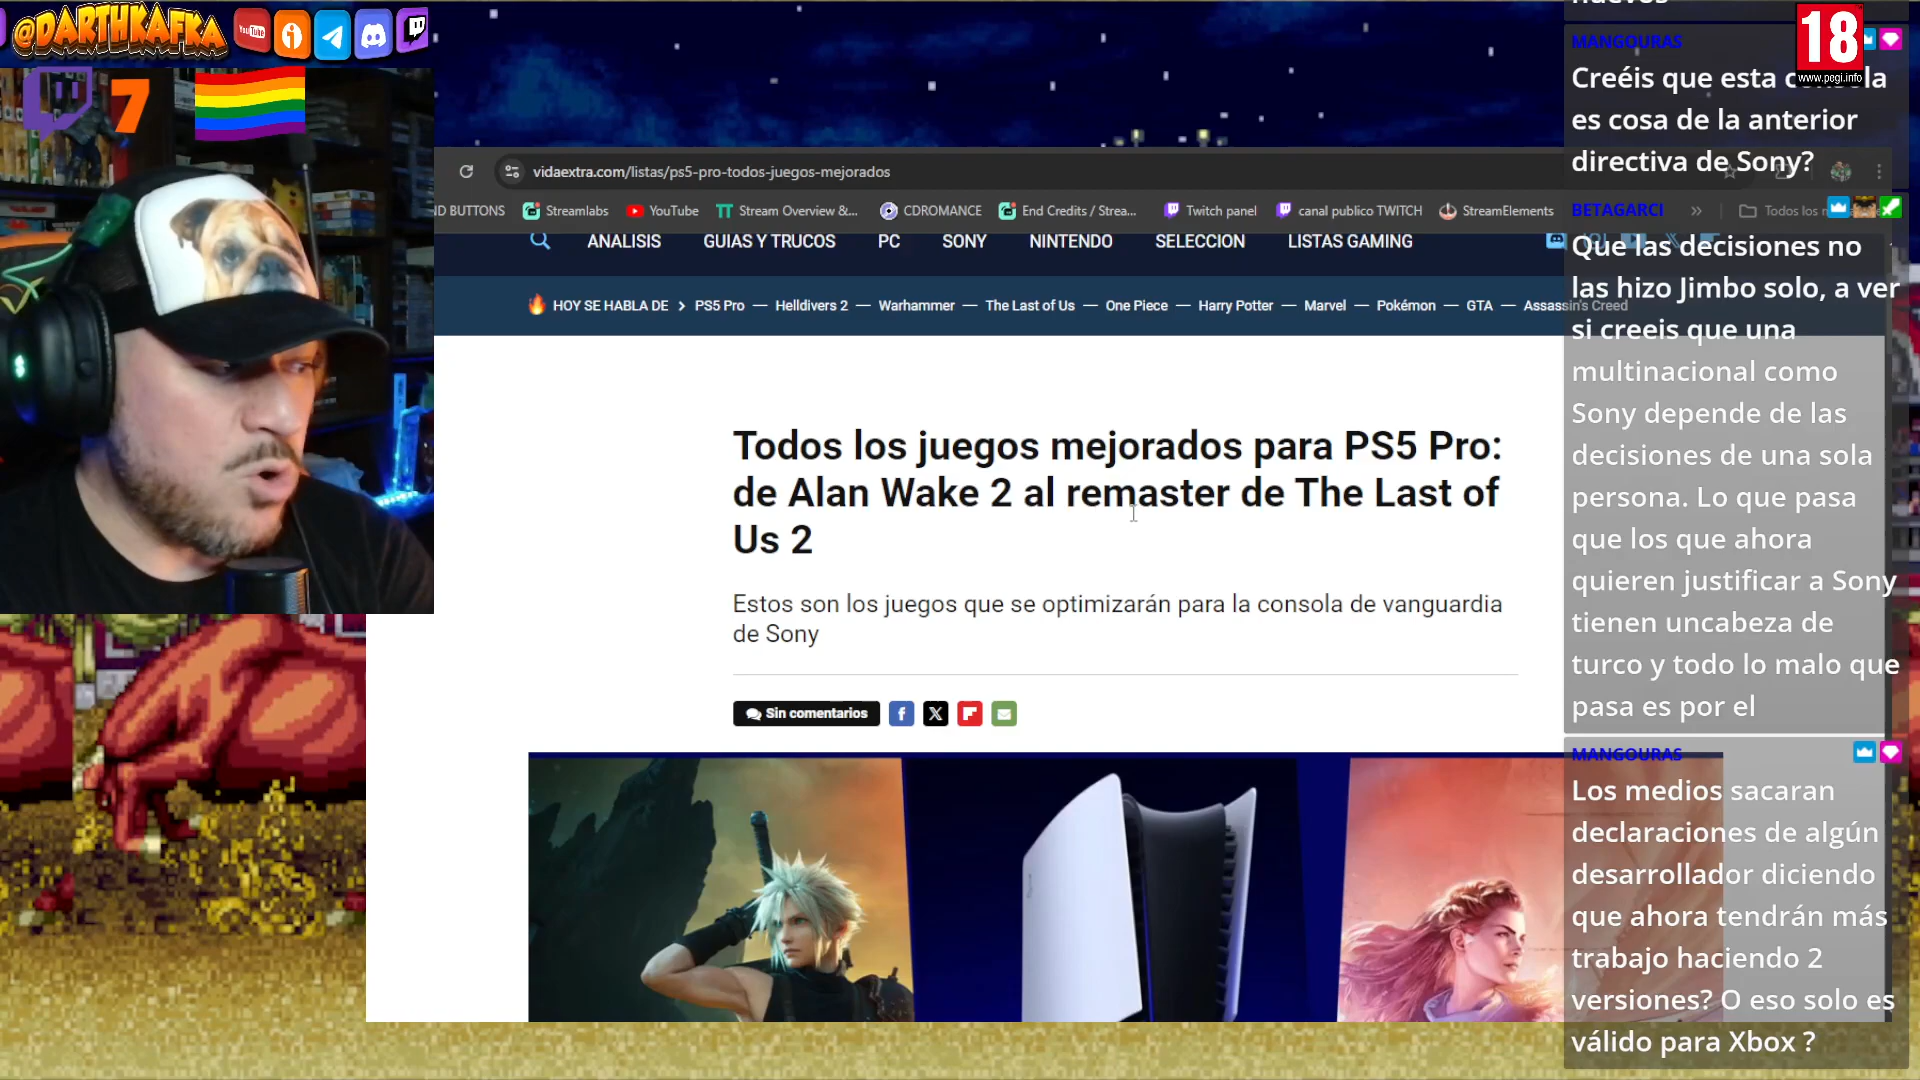 @DARTHKAFKA
YouTube
7
vidaextra.com/listas/ps5-pro-todos-juegos-mejorados
ND BUTTONS
Streamlabs
YouTube
Stream Overview &...
CDROMANCE
End Credits / Strea...
Twitch panel
canal publico TWITCH
StreamElements
»
ANALISIS
GUIAS Y TRUCOS
PC
SONY
NINTENDO
SELECCION
LISTAS GAMING
HOY SE HABLA DE > PS5 Pro — Helldivers 2 — Warhammer — The Last of Us — One Piece — Harry Potter — Marvel — Pokémon — GTA — Assassin's Creed
Todos los juegos mejorados para PS5 Pro:
de Alan Wake 2 al remaster de The Last of
Us 2
Estos son los juegos que se optimizarán para la consola de vanguardia
de Sony
Sin comentarios
f
X
18
www.pegi.info
nuevos
MANGOURAS
Creéis que esta consola
es cosa de la anterior
directiva de Sony?
BETAGARCI
Todos los
Que las decisiones no
las hizo Jimbo solo, a ver
si creeis que una
multinacional como
Sony depende de las
decisiones de una sola
persona. Lo que pasa
que los que ahora
quieren justificar a Sony
tienen uncabeza de
turco y todo lo malo que
pasa es por el
MANGOURAS
Los medios sacaran
declaraciones de algún
desarrollador diciendo
que ahora tendrán más
trabajo haciendo 2
versiones? O eso solo es
válido para Xbox ?